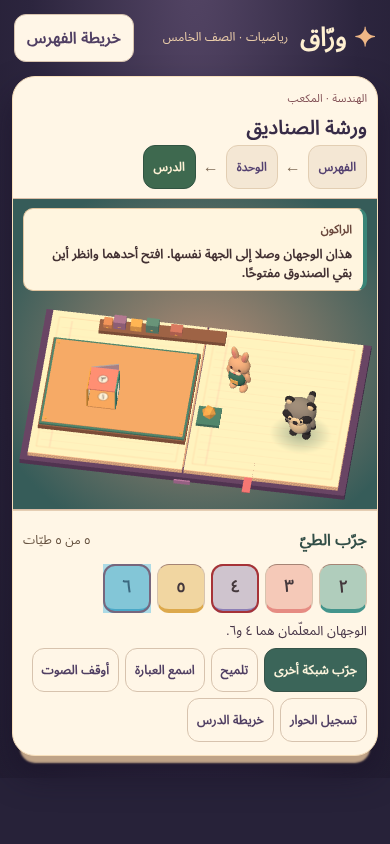 ورّاق
رياضيات · الصف الخامس
خريطة الفهرس
الهندسة · المكعب
ورشة الصناديق
الفهرس ← الوحدة ← الدرس
الراكون
هذان الوجهان وصلا إلى الجهة نفسها. افتح أحدهما وانظر أين
بقي الصندوق مفتوحًا.
جرّب الطيّ
٥ من ٥ طيّات
٢ ٣ ٤ ٥ ٦
الوجهان المعلّمان هما ٤ و٦.
جرّب شبكة أخرى
تلميح
اسمع العبارة
أوقف الصوت
تسجيل الحوار
خريطة الدرس